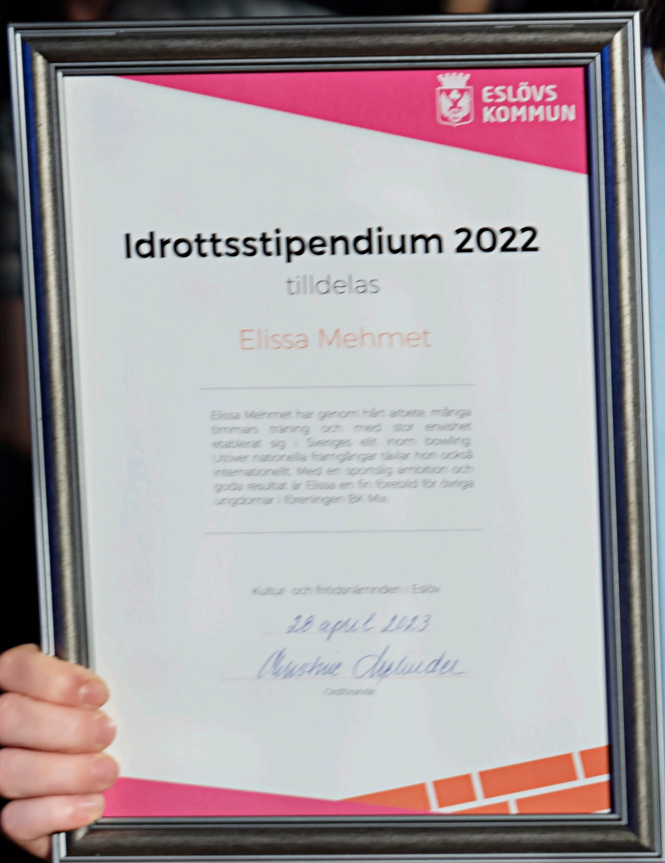 ESLÖVS
KOMMUN
Idrottsstipendium 2022
tilldelas
Elissa Mehmet
Elissa Mehmet har genom hårt arbete, många
timmars träning och med stor envishet
etablerat sig i Sveriges elit inom bowling.
Utöver nationella framgångar tävlar hon också
internationellt. Med en sportslig ambition och
goda resultat är Elissa en fin förebild för övriga
ungdomar i föreningen BK Mix.
Kultur- och fritidsnämnden i Eslöv
28 april 2023
Ordförande